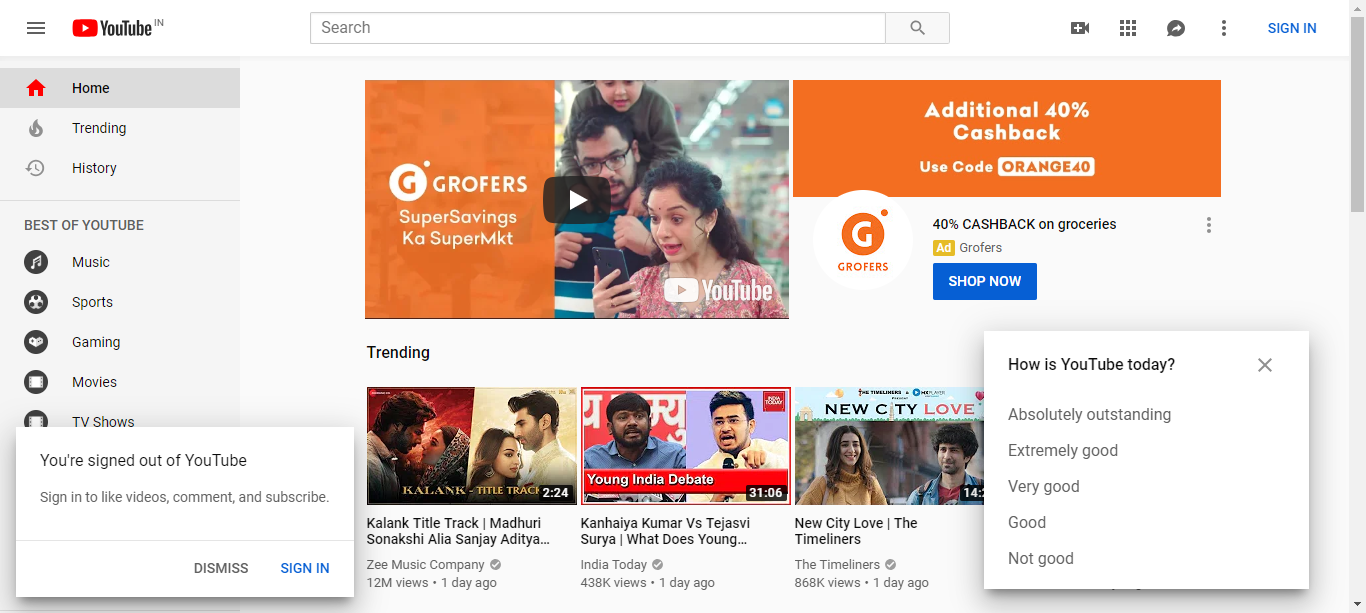 YouTube IN
Search
SIGN IN
Home
Trending
History
BEST OF YOUTUBE
Music
Sports
Gaming
Movies
TV Shows
You're signed out of YouTube
Sign in to like videos, comment, and subscribe.
DISMISS
SIGN IN
GROFERS
SuperSavings
Ka SuperMkt
YouTube
Additional 40%
Cashback
Use Code ORANGE40
GROFERS
40% CASHBACK on groceries
Ad Grofers
SHOP NOW
Trending
KALANK - TITLE TRACK
2:24
Kalank Title Track | Madhuri
Sonakshi Alia Sanjay Aditya...
Zee Music Company
12M views • 1 day ago
INDIA
TODAY
Young India Debate
31:06
Kanhaiya Kumar Vs Tejasvi
Surya | What Does Young...
India Today
438K views • 1 day ago
THE TIMELINERS & MXPLAYER
NEW CITY LOVE
New City Love | The
Timeliners
The Timeliners
868K views • 1 day ago
How is YouTube today?
Absolutely outstanding
Extremely good
Very good
Good
Not good